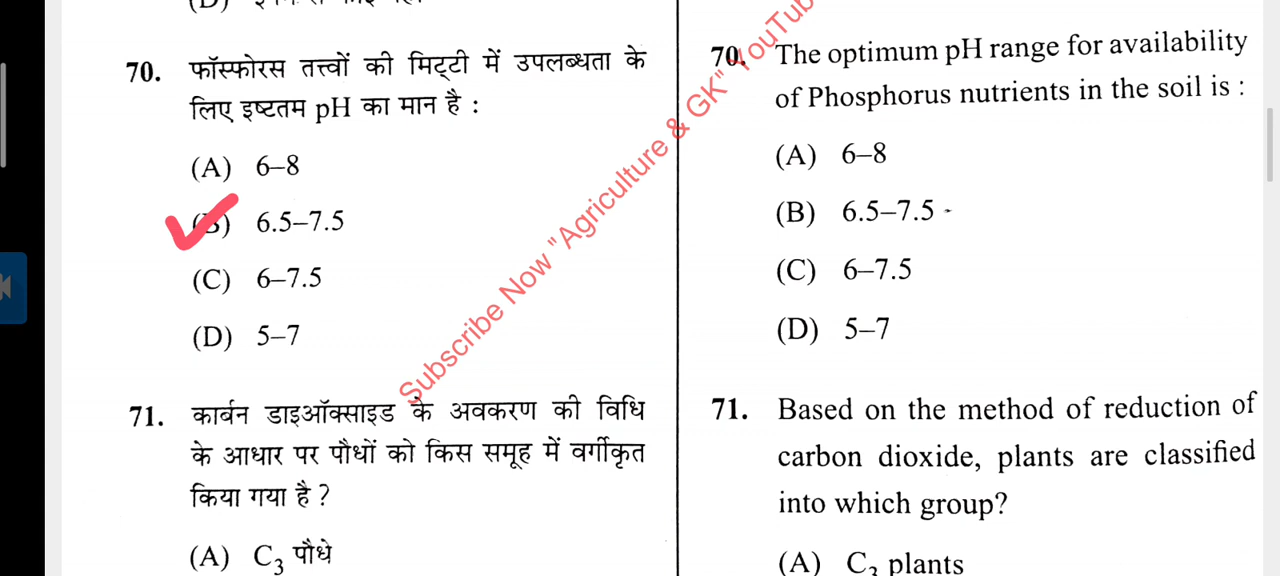 70. फॉस्फोरस तत्त्वों की मिट्टी में उपलब्धता के
लिए इष्टतम pH का मान है :
(A) 6–8
(B) 6.5–7.5
(C) 6–7.5
(D) 5–7
71. कार्बन डाइऑक्साइड के अवकरण की विधि
के आधार पर पौधों को किस समूह में वर्गीकृत
किया गया है ?
(A) C₃ पौधे
70. The optimum pH range for availability
of Phosphorus nutrients in the soil is :
(A) 6–8
(B) 6.5–7.5
(C) 6–7.5
(D) 5–7
71. Based on the method of reduction of
carbon dioxide, plants are classified
into which group?
(A) C₃ plants
Subscribe Now "Agriculture & GK" YouTub